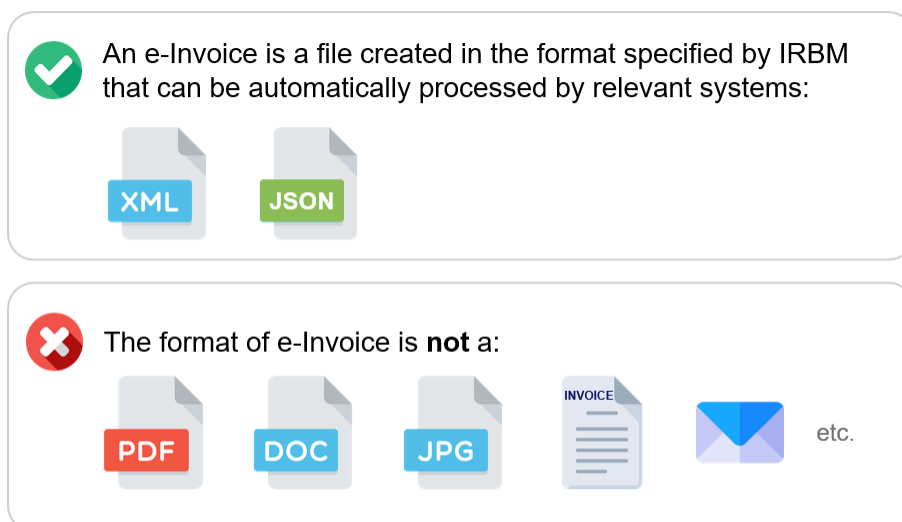 An e-Invoice is a file created in the format specified by IRBM
that can be automatically processed by relevant systems:
XML JSON
The format of e-Invoice is not a:
PDF DOC JPG INVOICE etc.